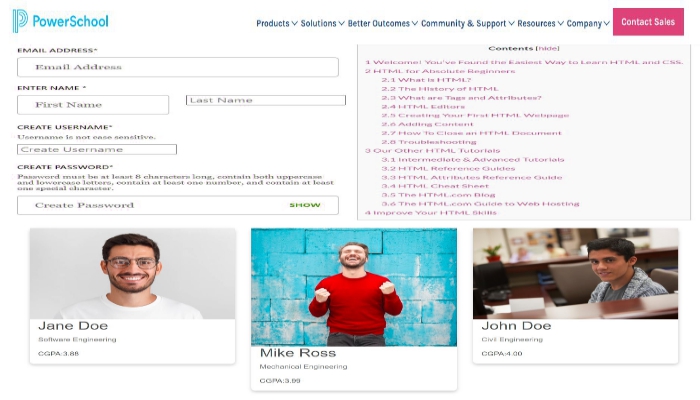 PowerSchool
Products Solutions Better Outcomes Community & Support Resources Company Contact Sales
EMAIL ADDRESS*
Email Address
ENTER NAME *
First Name Last Name
CREATE USERNAME*
Username is not case sensitive.
Create Username
CREATE PASSWORD*
Password must be at least 8 characters long, contain both uppercase
and lowercase letters, contain at least one number, and contain at least
one special character.
Create Password SHOW
Contents [hide]
1 Welcome! You've Found the Easiest Way to Learn HTML and CSS.
2 HTML for Absolute Beginners
2.1 What is HTML?
2.2 The History of HTML
2.3 What are Tags and Attributes?
2.4 HTML Editors
2.5 Creating Your First HTML Webpage
2.6 Adding Content
2.7 How To Close an HTML Document
2.8 Troubleshooting
3 Our Other HTML Tutorials
3.1 Intermediate & Advanced Tutorials
3.2 HTML Reference Guides
3.3 HTML Attributes Reference Guide
3.4 HTML Cheat Sheet
3.5 The HTML.com Blog
3.6 The HTML.com Guide to Web Hosting
4 Improve Your HTML Skills
Jane Doe
Software Engineering
CGPA:3.88
Mike Ross
Mechanical Engineering
CGPA:3.99
John Doe
Civil Engineering
CGPA:4.00